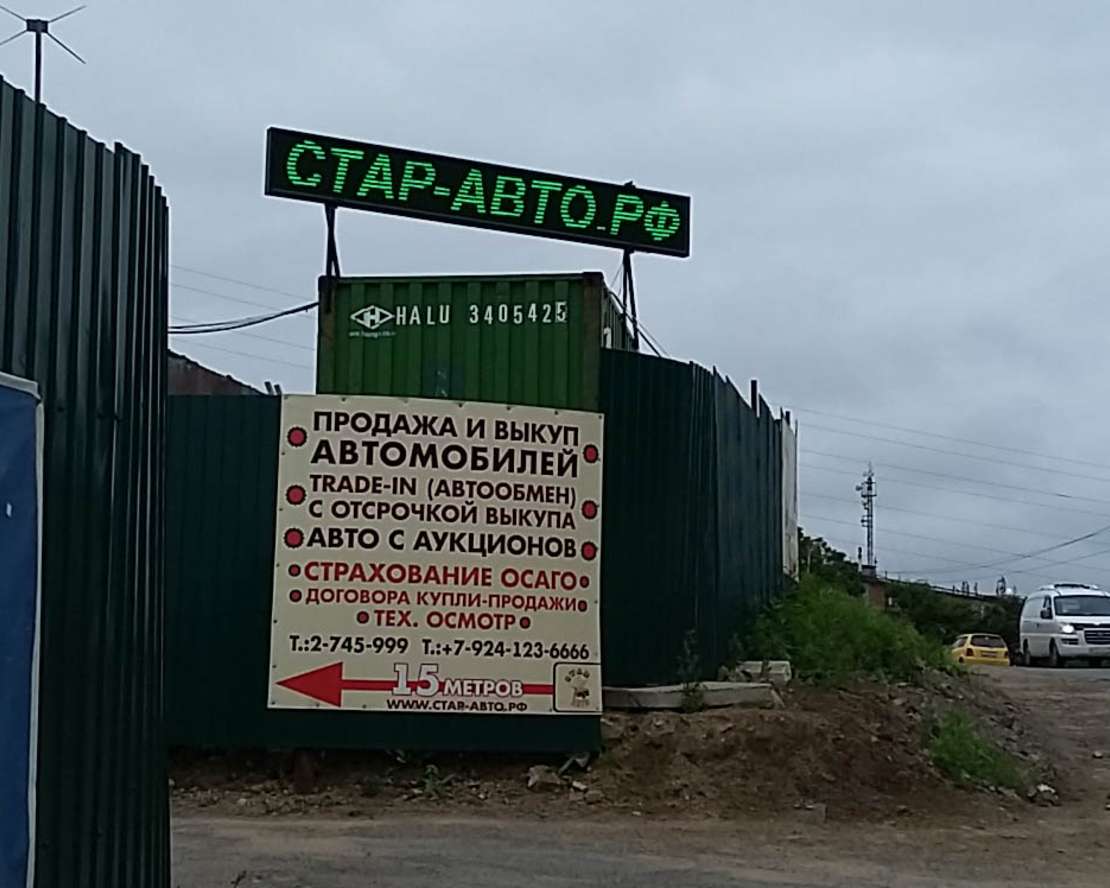 СТАР-АВТО.РФ
HALU 3405425
ПРОДАЖА И ВЫКУП
АВТОМОБИЛЕЙ
TRADE-IN (АВТООБМЕН)
С ОТСРОЧКОЙ ВЫКУПА
АВТО С АУКЦИОНОВ
СТРАХОВАНИЕ ОСАГО
ДОГОВОРА КУПЛИ-ПРОДАЖИ
ТЕХ. ОСМОТР
Т.:2-745-999 Т.:+7-924-123-6666
15 МЕТРОВ
WWW.СТАР-АВТО.РФ